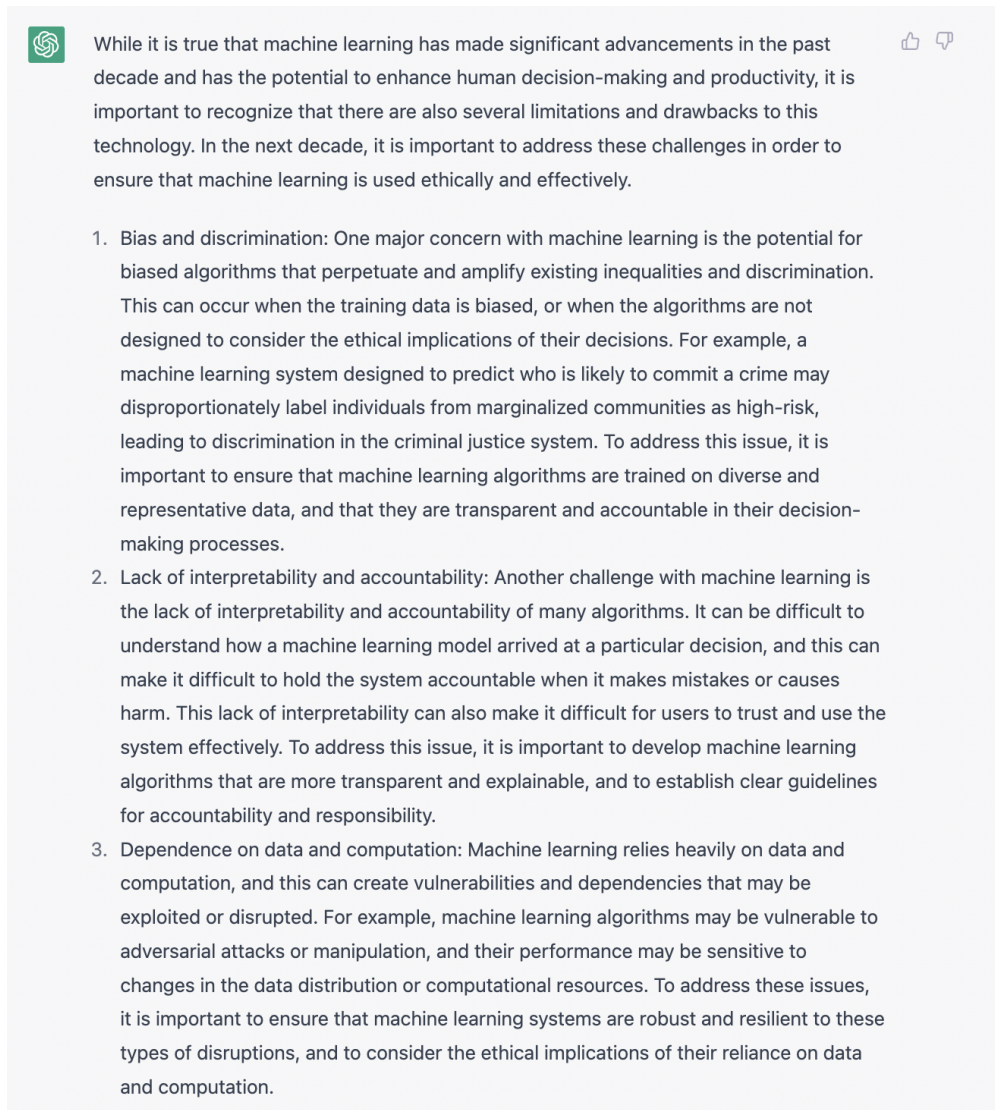 While it is true that machine learning has made significant advancements in the past
decade and has the potential to enhance human decision-making and productivity, it is
important to recognize that there are also several limitations and drawbacks to this
technology. In the next decade, it is important to address these challenges in order to
ensure that machine learning is used ethically and effectively.
1. Bias and discrimination: One major concern with machine learning is the potential for
biased algorithms that perpetuate and amplify existing inequalities and discrimination.
This can occur when the training data is biased, or when the algorithms are not
designed to consider the ethical implications of their decisions. For example, a
machine learning system designed to predict who is likely to commit a crime may
disproportionately label individuals from marginalized communities as high-risk,
leading to discrimination in the criminal justice system. To address this issue, it is
important to ensure that machine learning algorithms are trained on diverse and
representative data, and that they are transparent and accountable in their decision-
making processes.
2. Lack of interpretability and accountability: Another challenge with machine learning is
the lack of interpretability and accountability of many algorithms. It can be difficult to
understand how a machine learning model arrived at a particular decision, and this can
make it difficult to hold the system accountable when it makes mistakes or causes
harm. This lack of interpretability can also make it difficult for users to trust and use the
system effectively. To address this issue, it is important to develop machine learning
algorithms that are more transparent and explainable, and to establish clear guidelines
for accountability and responsibility.
3. Dependence on data and computation: Machine learning relies heavily on data and
computation, and this can create vulnerabilities and dependencies that may be
exploited or disrupted. For example, machine learning algorithms may be vulnerable to
adversarial attacks or manipulation, and their performance may be sensitive to
changes in the data distribution or computational resources. To address these issues,
it is important to ensure that machine learning systems are robust and resilient to these
types of disruptions, and to consider the ethical implications of their reliance on data
and computation.